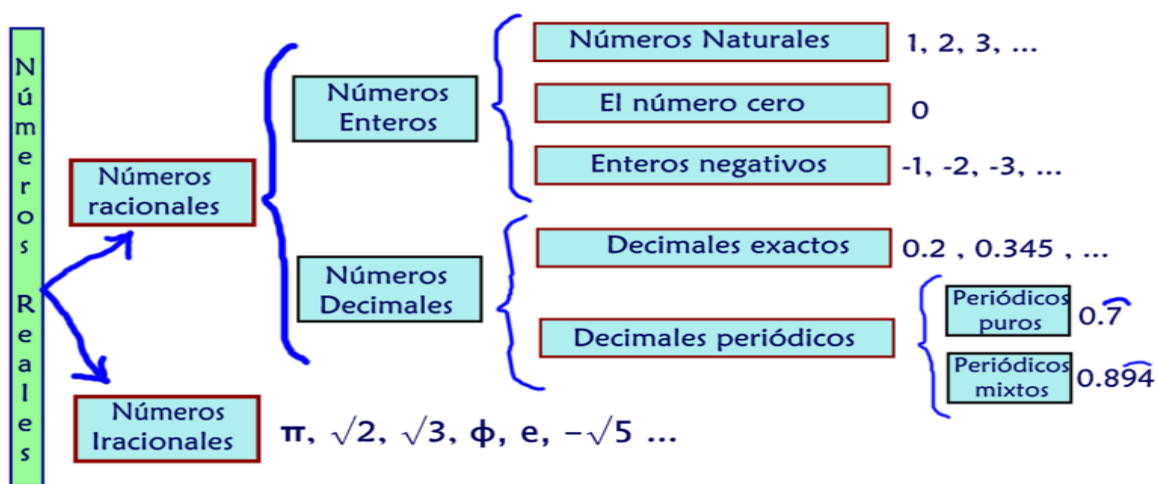 Números Reales
Números
racionales
Números
Enteros
Números Naturales 1, 2, 3, ...
El número cero 0
Enteros negativos -1, -2, -3, ...
Números
Decimales
Decimales exactos 0.2 , 0.345 , ...
Decimales periódicos
Periódicos
puros 0.7
Periódicos
mixtos 0.894
Números
Iracionales
π, √2, √3, ϕ, e, −√5 ...